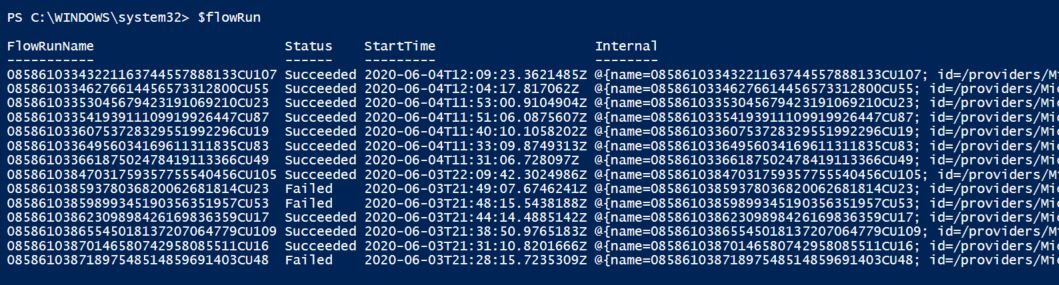 PS C:\WINDOWS\system32> $flowRun
FlowRunName Status StartTime Internal
----------- ------ --------- --------
08586103343221163744557888133CU107 Succeeded 2020-06-04T12:09:23.3621485Z @{name=08586103343221163744557888133CU107; id=/providers/Mi
08586103346276614456573312800CU55 Succeeded 2020-06-04T12:04:17.817062Z @{name=08586103346276614456573312800CU55; id=/providers/Mic
08586103353045679423191069210CU23 Succeeded 2020-06-04T11:53:00.9104904Z @{name=08586103353045679423191069210CU23; id=/providers/Mic
08586103354193911109919926447CU87 Succeeded 2020-06-04T11:51:06.0875607Z @{name=08586103354193911109919926447CU87; id=/providers/Mic
08586103360753728329551992296CU19 Succeeded 2020-06-04T11:40:10.1058202Z @{name=08586103360753728329551992296CU19; id=/providers/Mic
08586103364956034169611311835CU83 Succeeded 2020-06-04T11:33:09.8749313Z @{name=08586103364956034169611311835CU83; id=/providers/Mic
08586103366187502478419113366CU49 Succeeded 2020-06-04T11:31:06.728097Z @{name=08586103366187502478419113366CU49; id=/providers/Mic
08586103847031759357755540456CU105 Succeeded 2020-06-03T22:09:42.3024986Z @{name=08586103847031759357755540456CU105; id=/providers/Mi
08586103859378036820062681814CU23 Failed 2020-06-03T21:49:07.6746241Z @{name=08586103859378036820062681814CU23; id=/providers/Mic
08586103859899345190356351957CU53 Failed 2020-06-03T21:48:15.5438188Z @{name=08586103859899345190356351957CU53; id=/providers/Mic
08586103862309898426169836359CU17 Succeeded 2020-06-03T21:44:14.4885142Z @{name=08586103862309898426169836359CU17; id=/providers/Mic
08586103865545018137207064779CU109 Succeeded 2020-06-03T21:38:50.9765183Z @{name=08586103865545018137207064779CU109; id=/providers/Mi
08586103870146580742958085511CU16 Succeeded 2020-06-03T21:31:10.8201666Z @{name=08586103870146580742958085511CU16; id=/providers/Mic
08586103871897548514859691403CU48 Failed 2020-06-03T21:28:15.7235309Z @{name=08586103871897548514859691403CU48; id=/providers/Mic